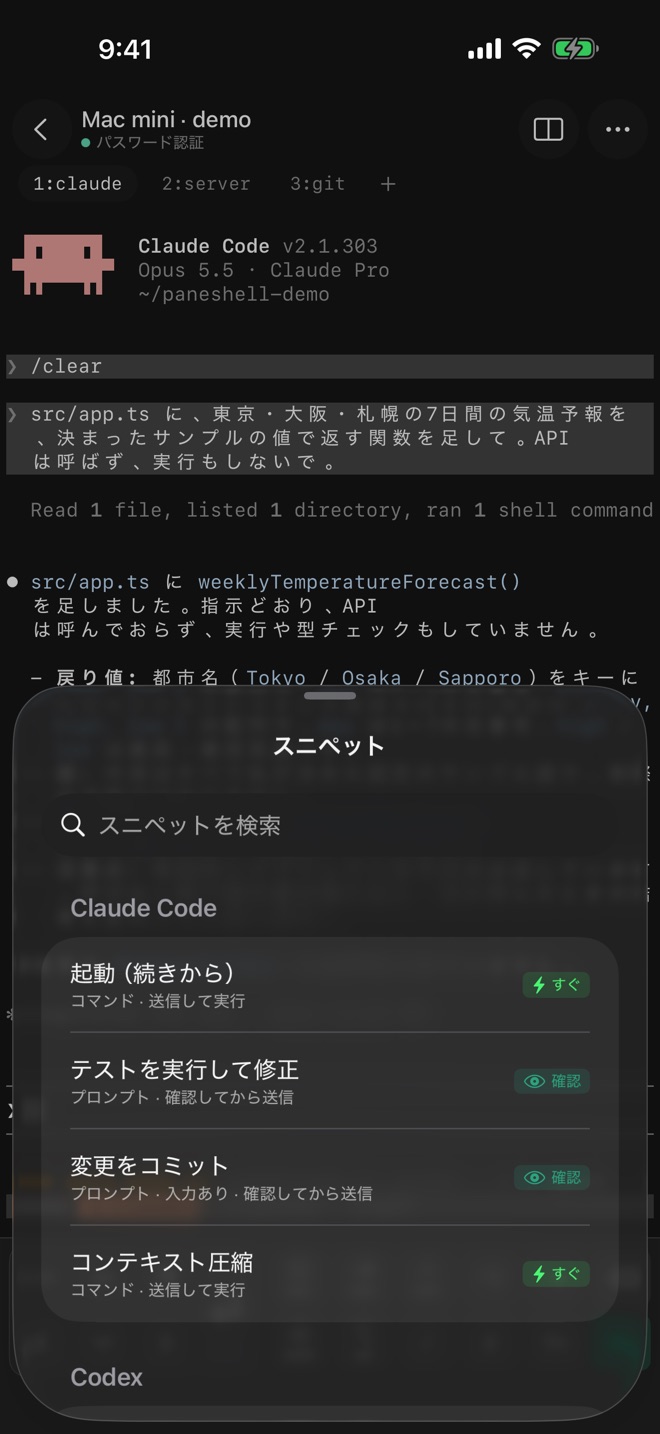 9:41
Mac mini · demo
パスワード認証
1:claude 2:server 3:git +
Claude Code v2.1.303
Opus 5.5 · Claude Pro
~/paneshell-demo
❯ /clear
❯ src/app.ts に、東京・大阪・札幌の7日間の気温予報を
、決まったサンプルの値で返す関数を足して。API
は呼ばず、実行もしないで。
Read 1 file, listed 1 directory, ran 1 shell command
● src/app.ts に weeklyTemperatureForecast()
を足しました。指示どおり、API
は呼んでおらず、実行や型チェックもしていません。
- 戻り値: 都市名(Tokyo / Osaka / Sapporo)をキーに
スニペット
スニペットを検索
Claude Code
起動（続きから）
コマンド · 送信して実行
すぐ
テストを実行して修正
プロンプト · 確認してから送信
確認
変更をコミット
プロンプト · 入力あり · 確認してから送信
確認
コンテキスト圧縮
コマンド · 送信して実行
すぐ
Codex